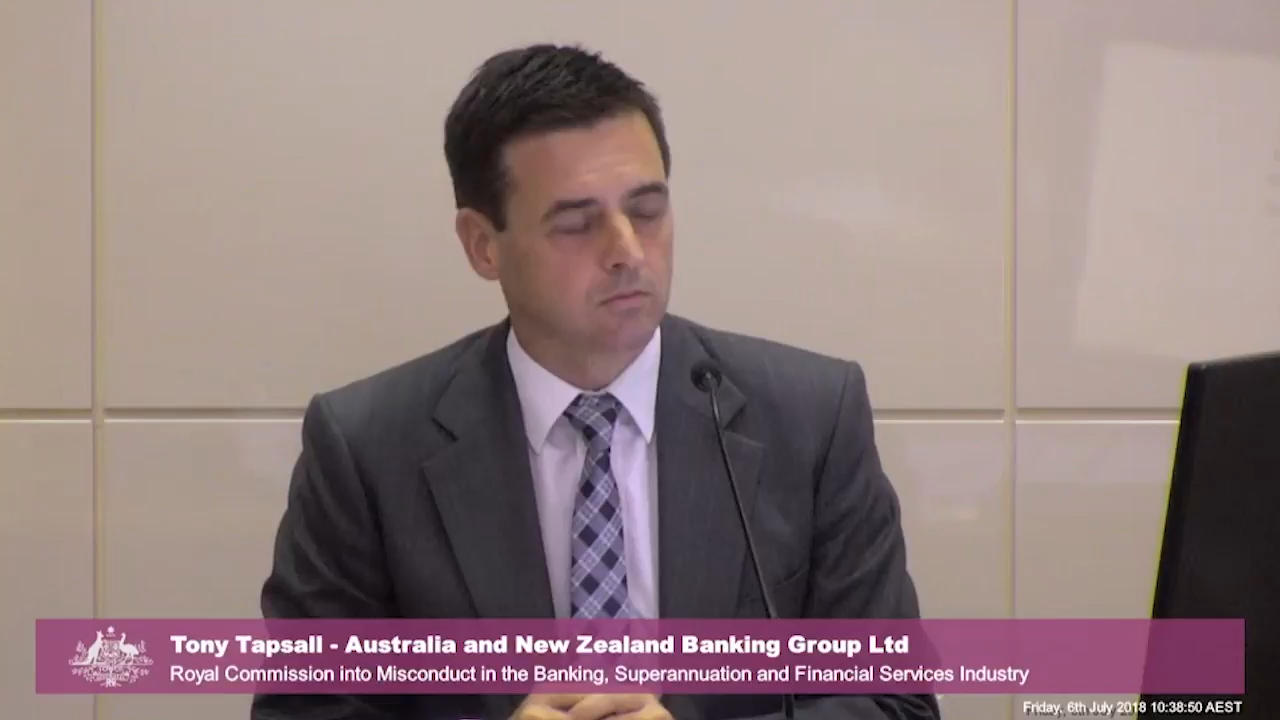 Tony Tapsall - Australia and New Zealand Banking Group Ltd
Royal Commission into Misconduct in the Banking, Superannuation and Financial Services Industry
Friday, 6th July 2018 10:38:50 AEST